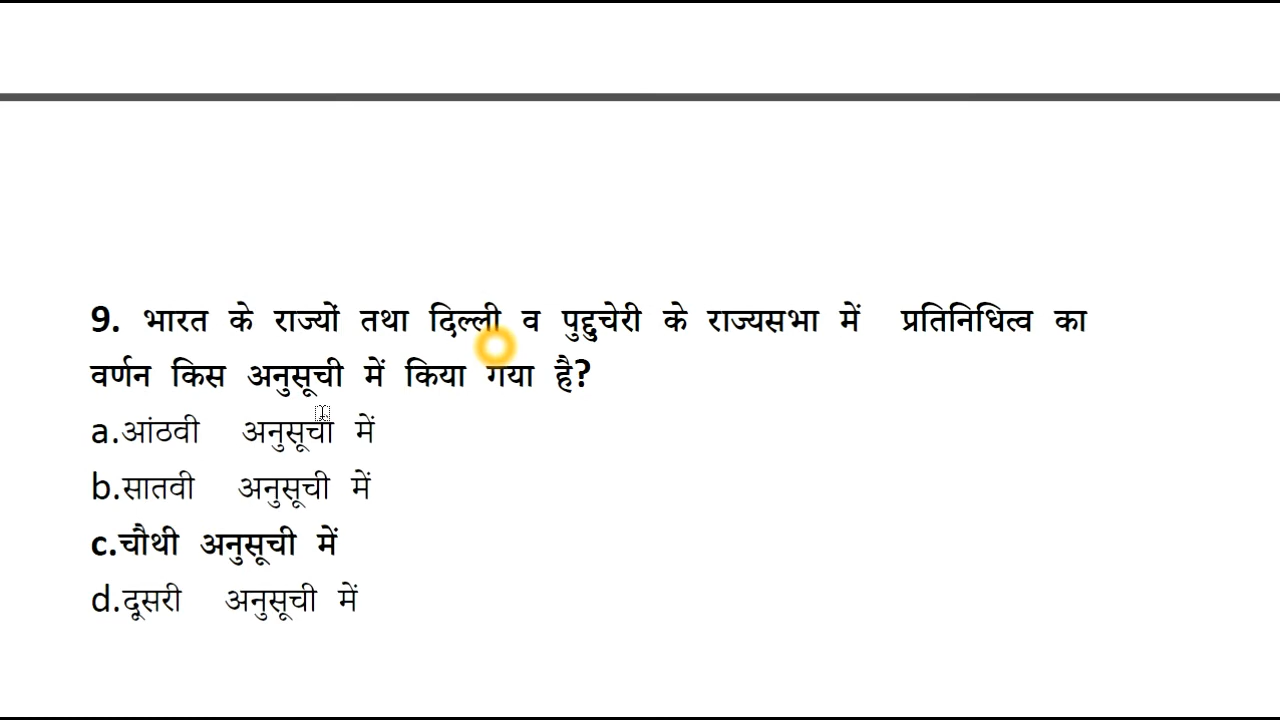 9. भारत के राज्यों तथा दिल्ली व पुद्दुचेरी के राज्यसभा में प्रतिनिधित्व का
वर्णन किस अनुसूची में किया गया है?
a.आंठवी अनुसूची में
b.सातवी अनुसूची में
c.चौथी अनुसूची में
d.दूसरी अनुसूची में